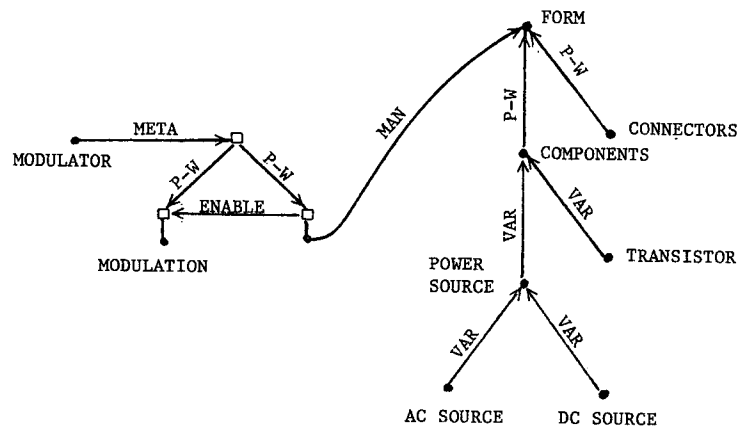 FORM
P-W
P-W
MAN
META
CONNECTORS
MODULATOR
COMPONENTS
P-W
P-W
VAR
ENABLE
VAR
MODULATION
TRANSISTOR
POWER
SOURCE
VAR
VAR
AC SOURCE
DC SOURCE